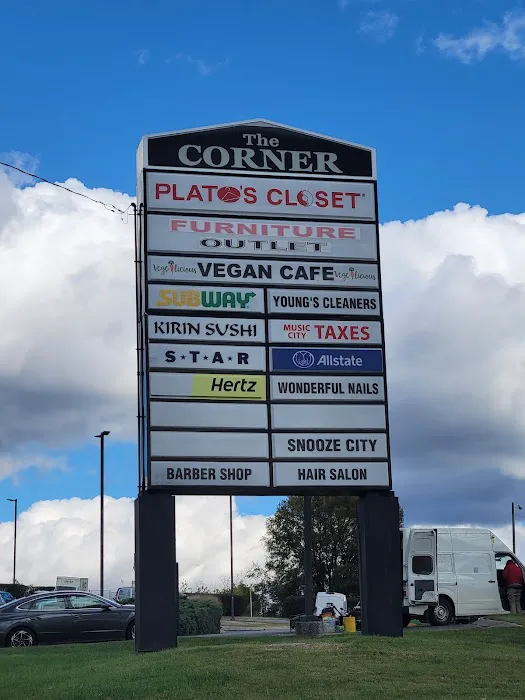 The
CORNER
PLATO'S CLOSET
FURNITURE
OUTLET
Vegelicious VEGAN CAFE Vegelicious
SUBWAY YOUNG'S CLEANERS
KIRIN SUSHI MUSIC CITY TAXES
S★T★A★R Allstate
Hertz WONDERFUL NAILS
SNOOZE CITY
BARBER SHOP HAIR SALON